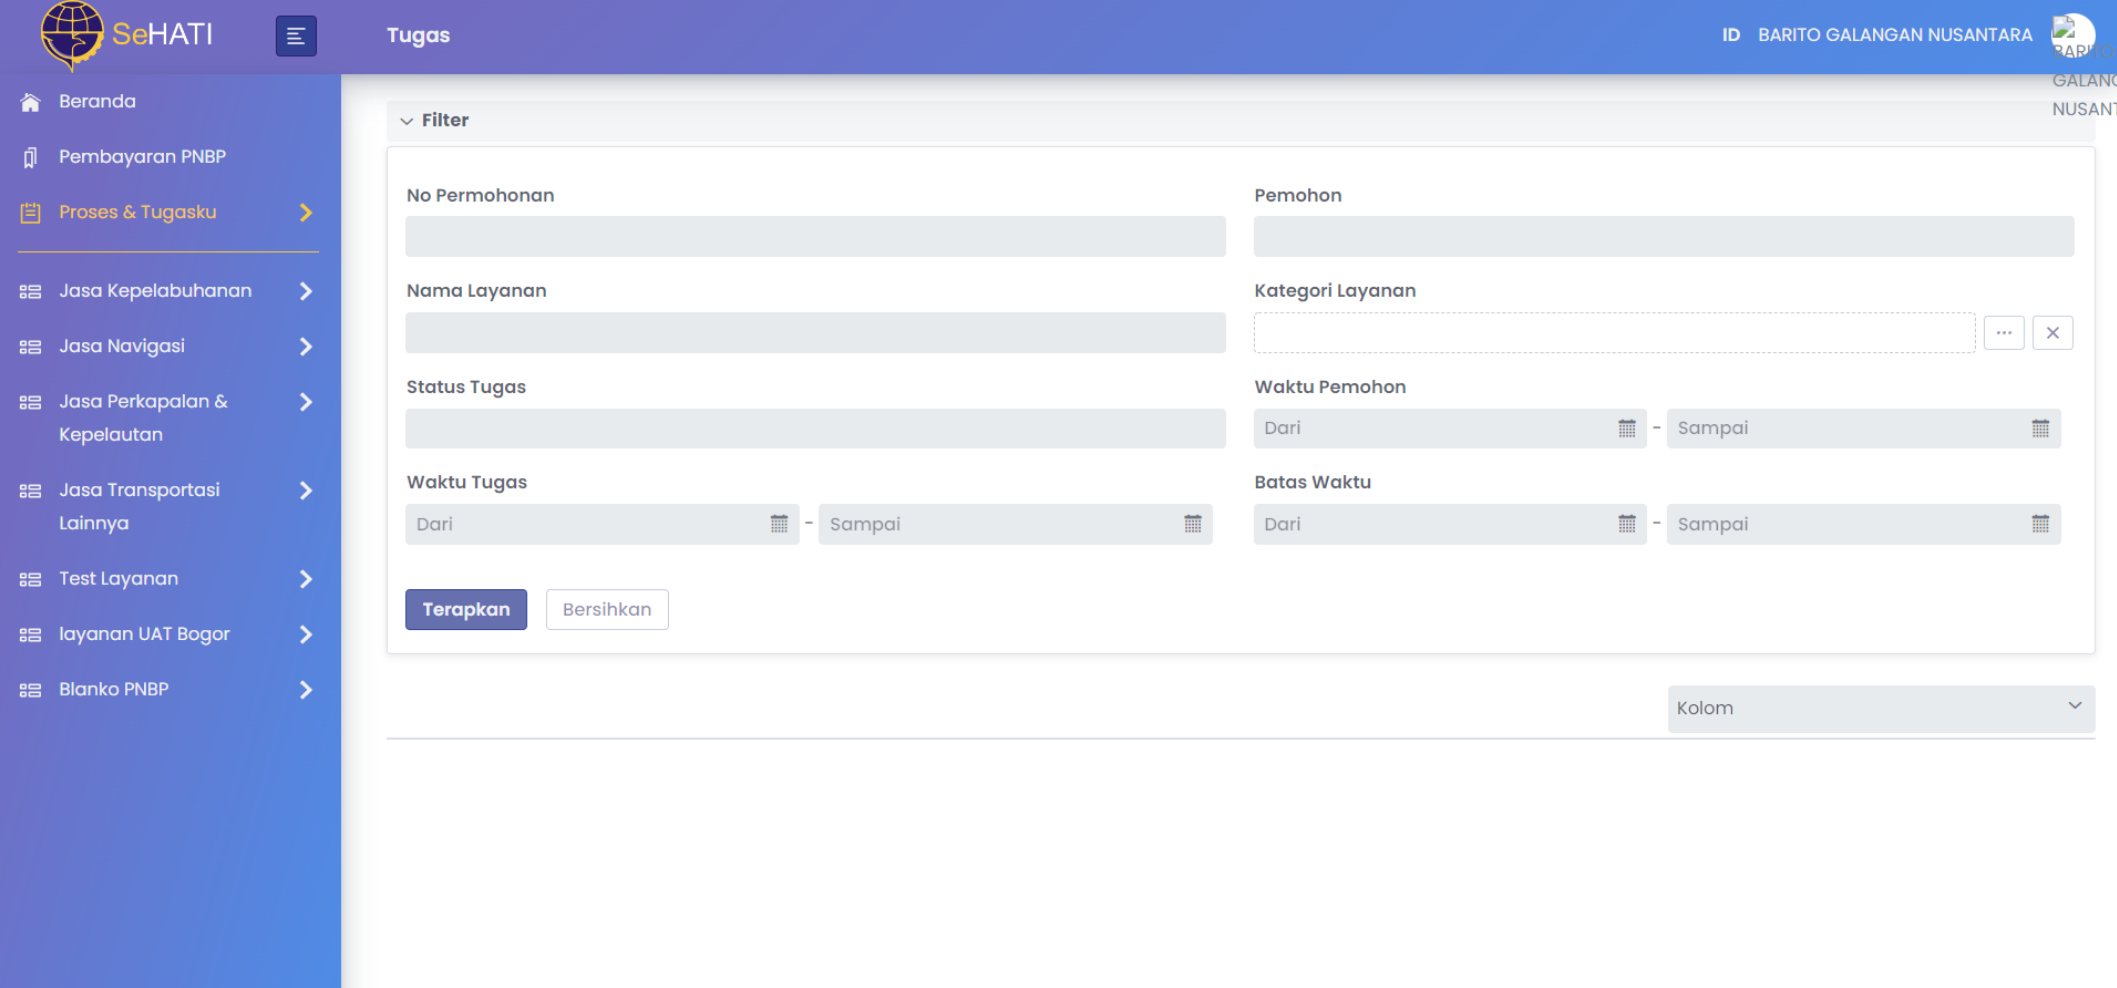 SeHATI
Tugas
ID BARITO GALANGAN NUSANTARA
BARITO
GALANG
NUSANT
Beranda
Pembayaran PNBP
Proses & Tugasku
Jasa Kepelabuhanan
Jasa Navigasi
Jasa Perkapalan &
Kepelautan
Jasa Transportasi
Lainnya
Test Layanan
layanan UAT Bogor
Blanko PNBP
Filter
No Permohonan
Pemohon
Nama Layanan
Kategori Layanan
Status Tugas
Waktu Pemohon
Dari - Sampai
Waktu Tugas
Dari - Sampai
Batas Waktu
Dari - Sampai
Terapkan
Bersihkan
Kolom